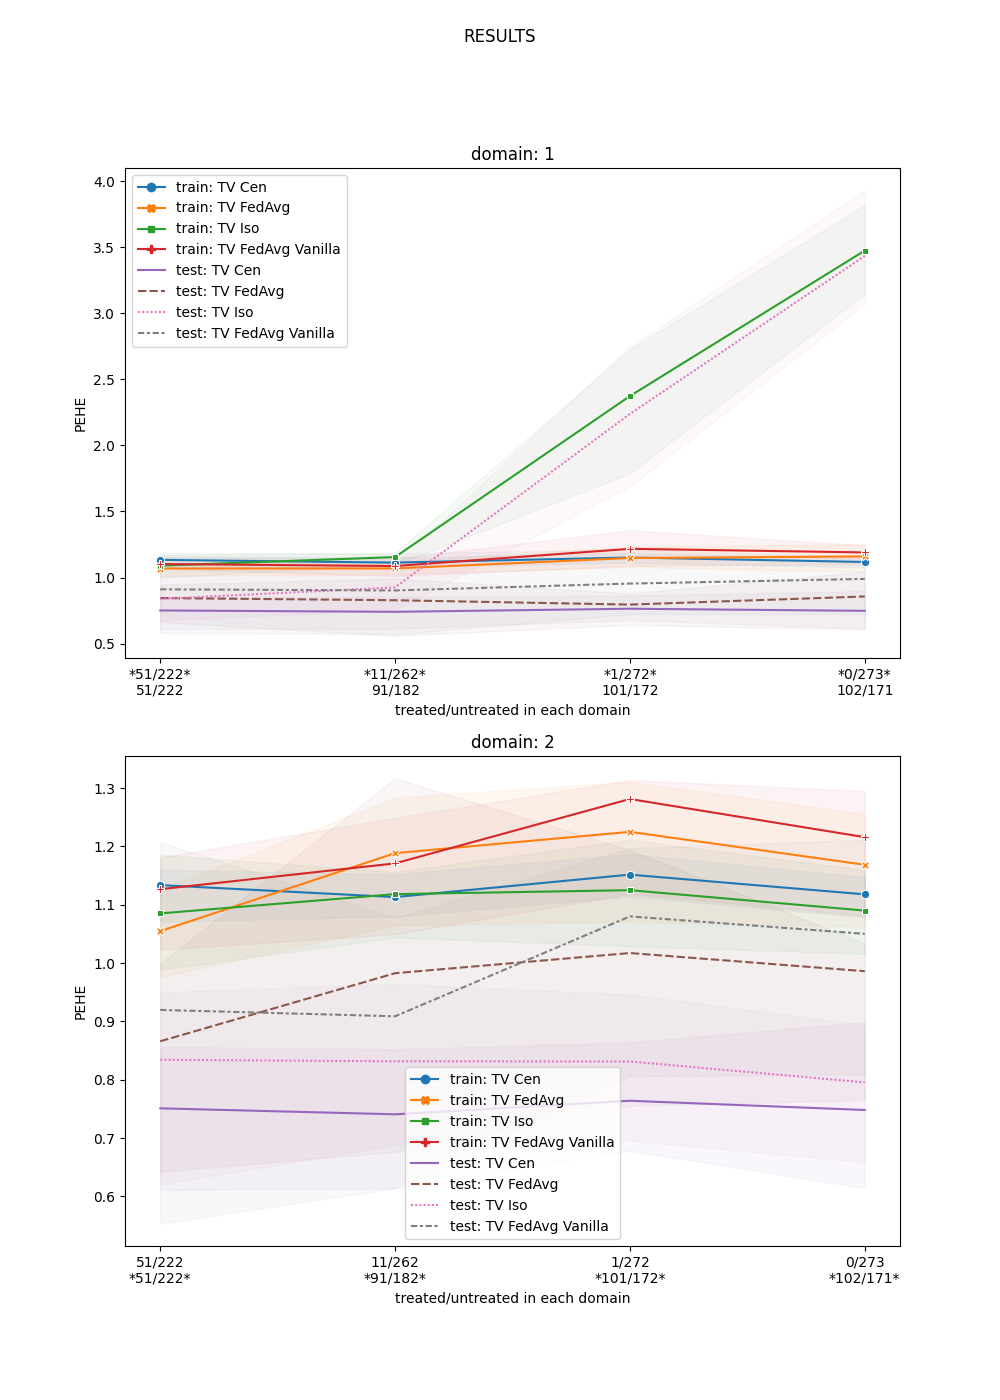 RESULTS
domain: 1
4.0
3.5
3.0
2.5
2.0
1.5
1.0
0.5
PEHE
train: TV Cen
train: TV FedAvg
train: TV Iso
train: TV FedAvg Vanilla
test: TV Cen
test: TV FedAvg
test: TV Iso
test: TV FedAvg Vanilla
*51/222* *11/262* *1/272* *0/273*
51/222 91/182 101/172 102/171
treated/untreated in each domain
domain: 2
1.3
1.2
1.1
1.0
0.9
0.8
0.7
0.6
PEHE
train: TV Cen
train: TV FedAvg
train: TV Iso
train: TV FedAvg Vanilla
test: TV Cen
test: TV FedAvg
test: TV Iso
test: TV FedAvg Vanilla
51/222 11/262 1/272 0/273
*51/222* *91/182* *101/172* *102/171*
treated/untreated in each domain